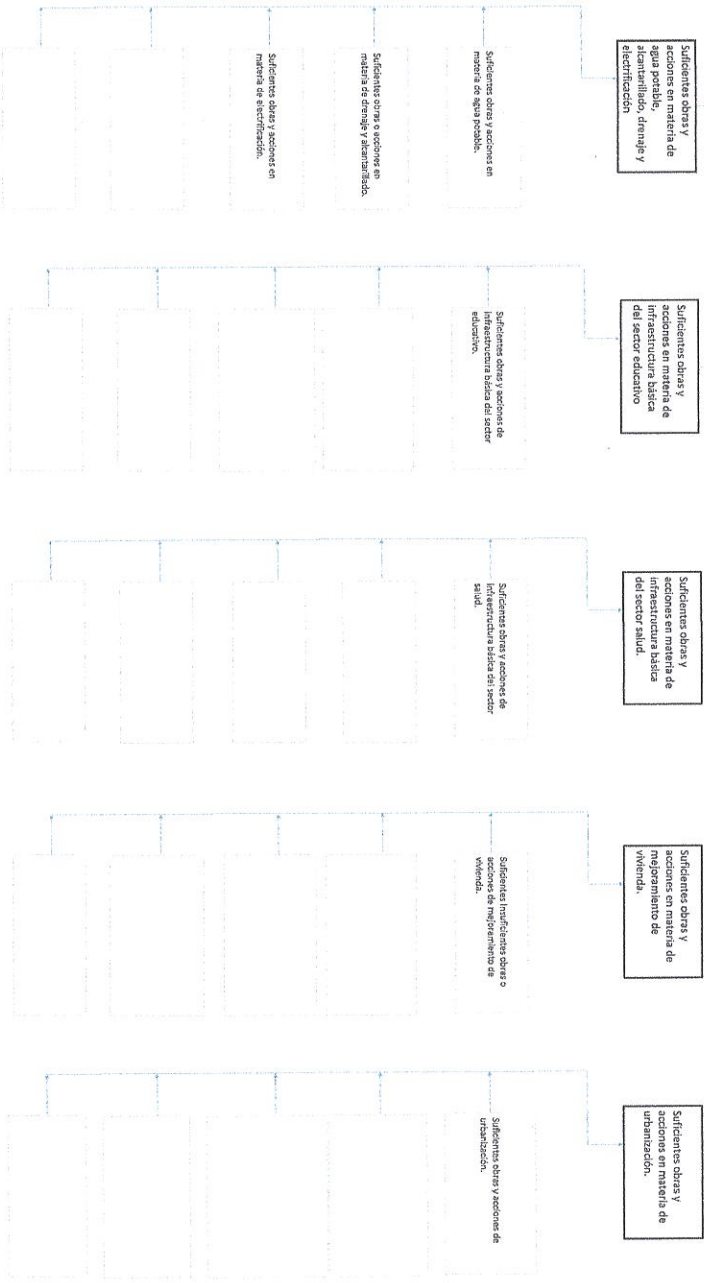 Suficientes obras y
acciones en materia de
agua potable,
alcantarillado, drenaje y
electrificación
Suficientes obras y acciones en
materia de agua potable.
Suficientes obras o acciones en
materia de drenaje y alcantarillado.
Suficientes obras y acciones en
materia de electrificación.
Suficientes obras y
acciones en materia de
infraestructura básica
del sector educativo
Suficientes obras y acciones de
infraestructura básica del sector
educativo.
Suficientes obras y
acciones en materia de
infraestructura básica
del sector salud.
Suficientes obras y acciones de
infraestructura básica del sector
salud.
Suficientes obras y
acciones en materia de
mejoramiento de
vivienda.
Suficientes Insuficientes obras o
acciones de mejoramiento de
vivienda.
Suficientes obras y
acciones en materia de
urbanización.
Suficientes obras y acciones de
urbanización.